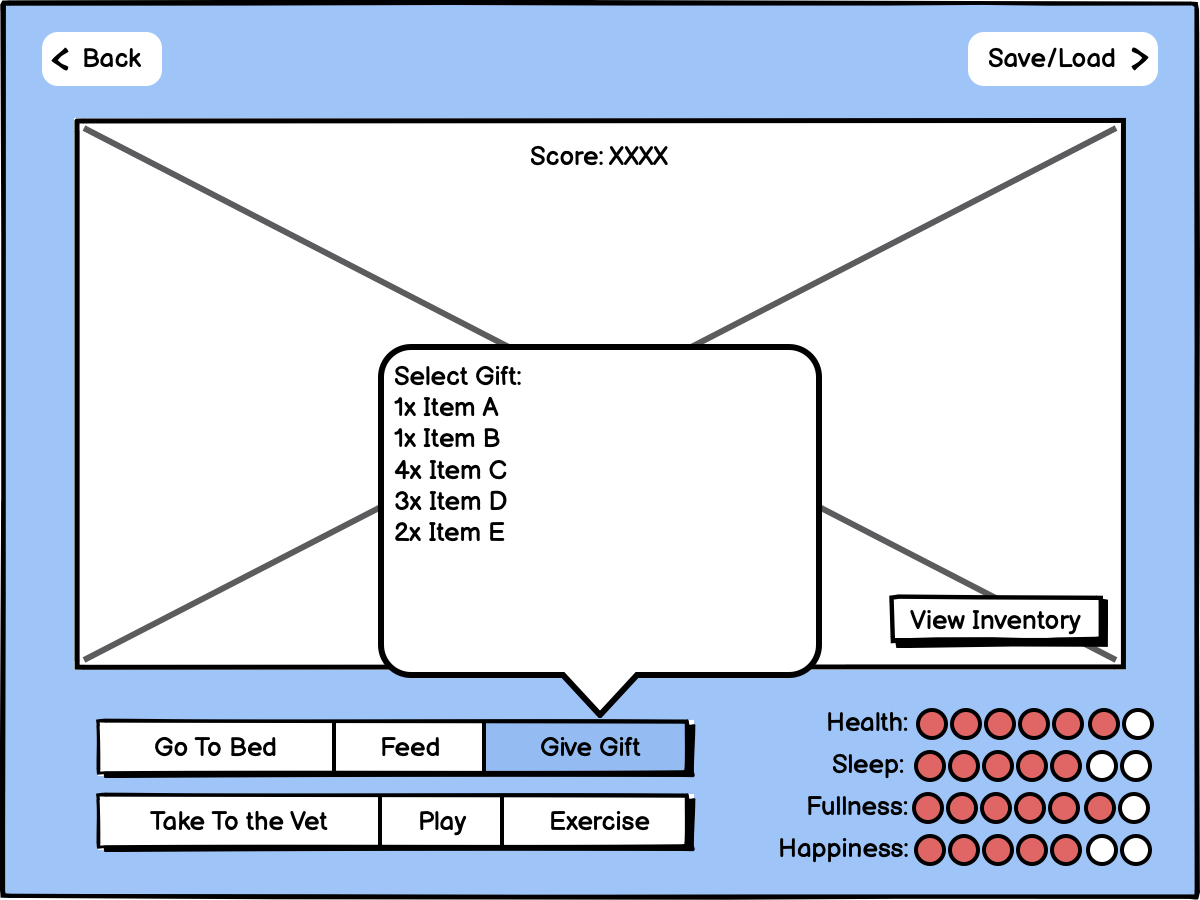 Back
Save/Load
Score: XXXX
Select Gift:
1x Item A
1x Item B
4x Item C
3x Item D
2x Item E
View Inventory
Go To Bed
Feed
Give Gift
Take To the Vet
Play
Exercise
Health:
Sleep:
Fullness:
Happiness: